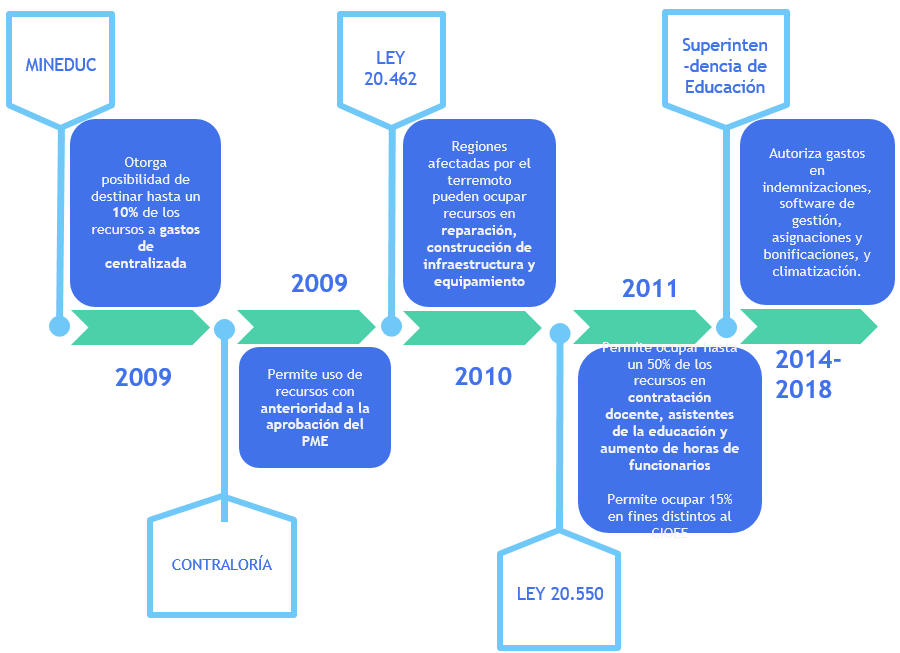 MINEDUC
Otorga
posibilidad de
destinar hasta un
10% de los
recursos a gastos
de
centralizada
2009
CONTRALORÍA
2009
Permite uso de
recursos con
anterioridad a la
aprobación del
PME
LEY
20.462
Regiones
afectadas por el
terremoto
pueden ocupar
recursos en
reparación,
construcción de
infraestructura y
equipamiento
2010
LEY 20.550
2011
Permite ocupar hasta
un 50% de los
recursos en
contratación
docente, asistentes
de la educación y
aumento de horas de
funcionarios
Permite ocupar 15%
en fines distintos al
Superinten
-dencia de
Educación
Autoriza gastos
en
indemnizaciones,
software de
gestión,
asignaciones y
bonificaciones, y
climatización.
2014-
2018